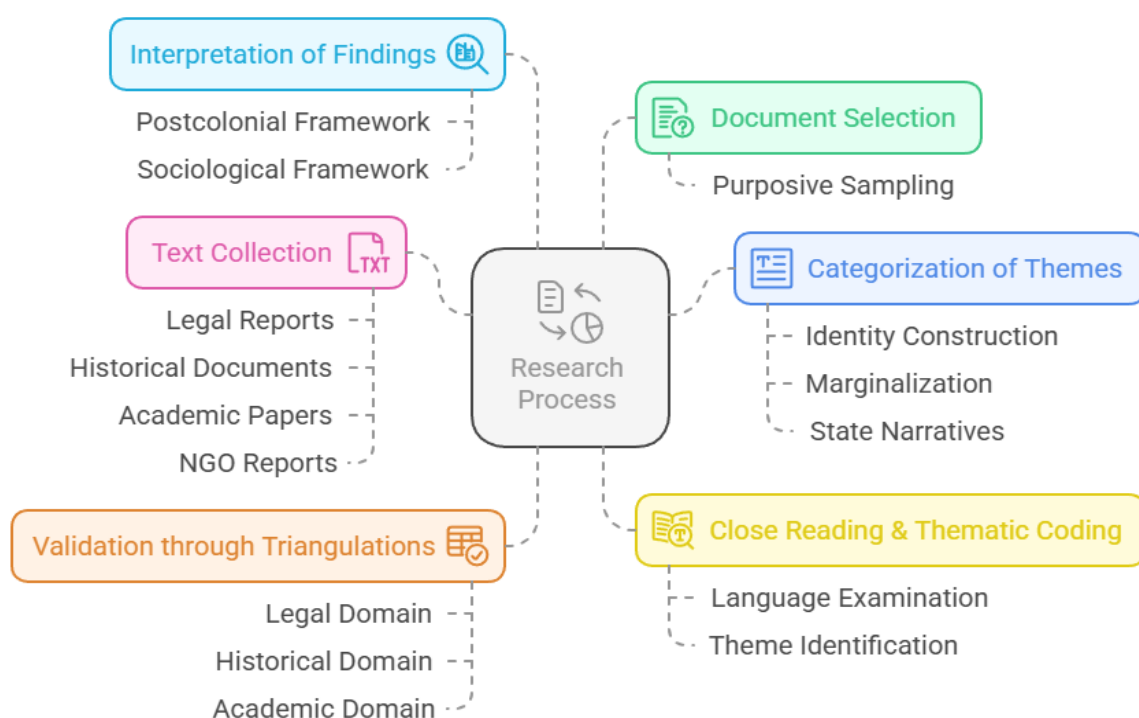 Interpretation of Findings
Postcolonial Framework
Sociological Framework
Text Collection
TXT
Legal Reports
Historical Documents
Academic Papers
NGO Reports
Validation through Triangulations
Legal Domain
Historical Domain
Academic Domain
Research
Process
Document Selection
Purposive Sampling
Categorization of Themes
Identity Construction
Marginalization
State Narratives
Close Reading & Thematic Coding
Language Examination
Theme Identification